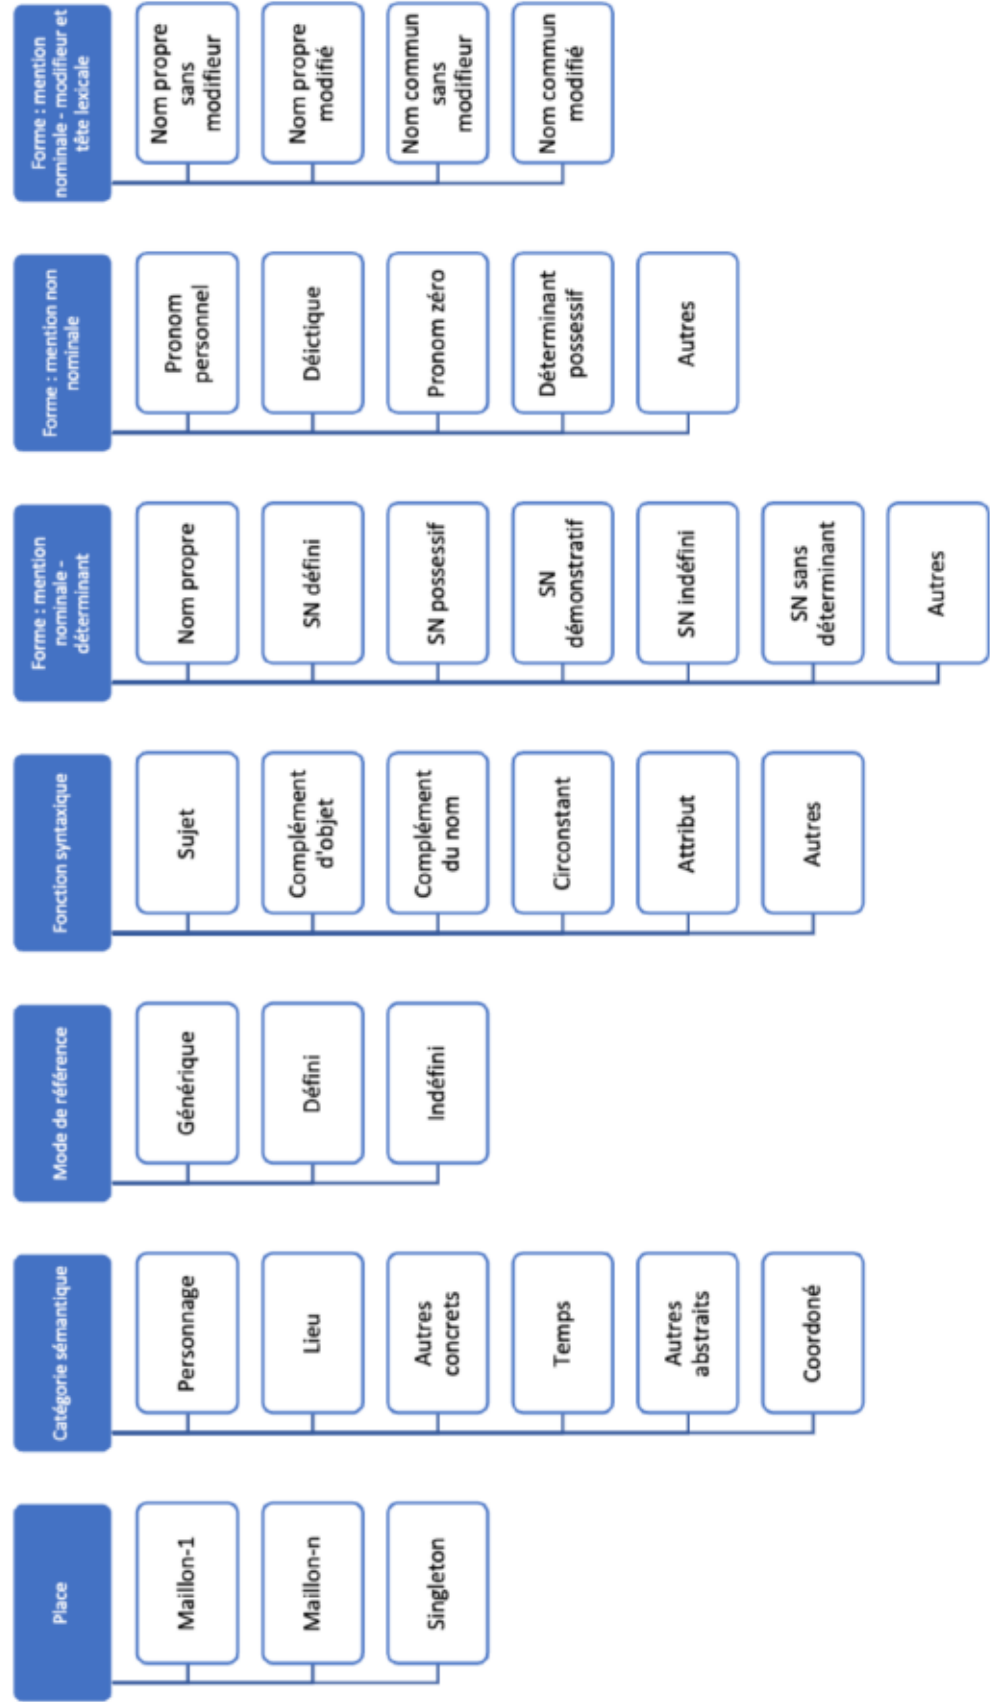 Place
Maillon-1
Maillon-n
Singleton
Catégorie sémantique
Personnage
Lieu
Autres
concrets
Temps
Autres
abstraits
Coordoné
Mode de référence
Générique
Défini
Indéfini
Fonction syntaxique
Sujet
Complément
d'objet
Complément
du nom
Circonstant
Attribut
Autres
Forme : mention
nominale -
déterminant
Nom propre
SN défini
SN possessif
SN
démonstratif
SN indéfini
SN sans
déterminant
Autres
Forme : mention non
nominale
Pronom
personnel
Déictique
Pronom zéro
Déterminant
possessif
Autres
Forme : mention
nominale - modifieur et
tête lexicale
Nom propre
sans
modifieur
Nom propre
modifié
Nom commun
sans
modifieur
Nom commun
modifié